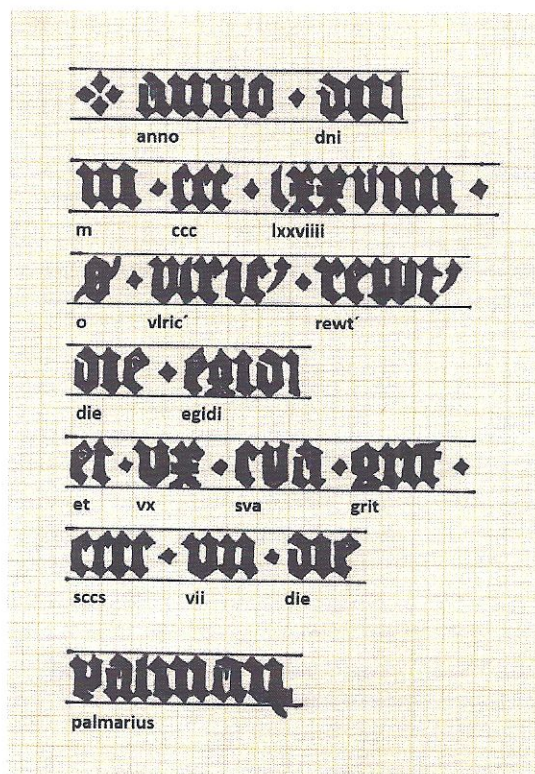 anno · dni
anno dni
m · ccc · lxxviiii ·
m ccc lxxviiii
o · vlric′ · rewt′
o vlric´ rewt´
die · egidi
die egidi
et · vx · sva · grit ·
et vx sva grit
· vii · die
sccs vii die
palmarius